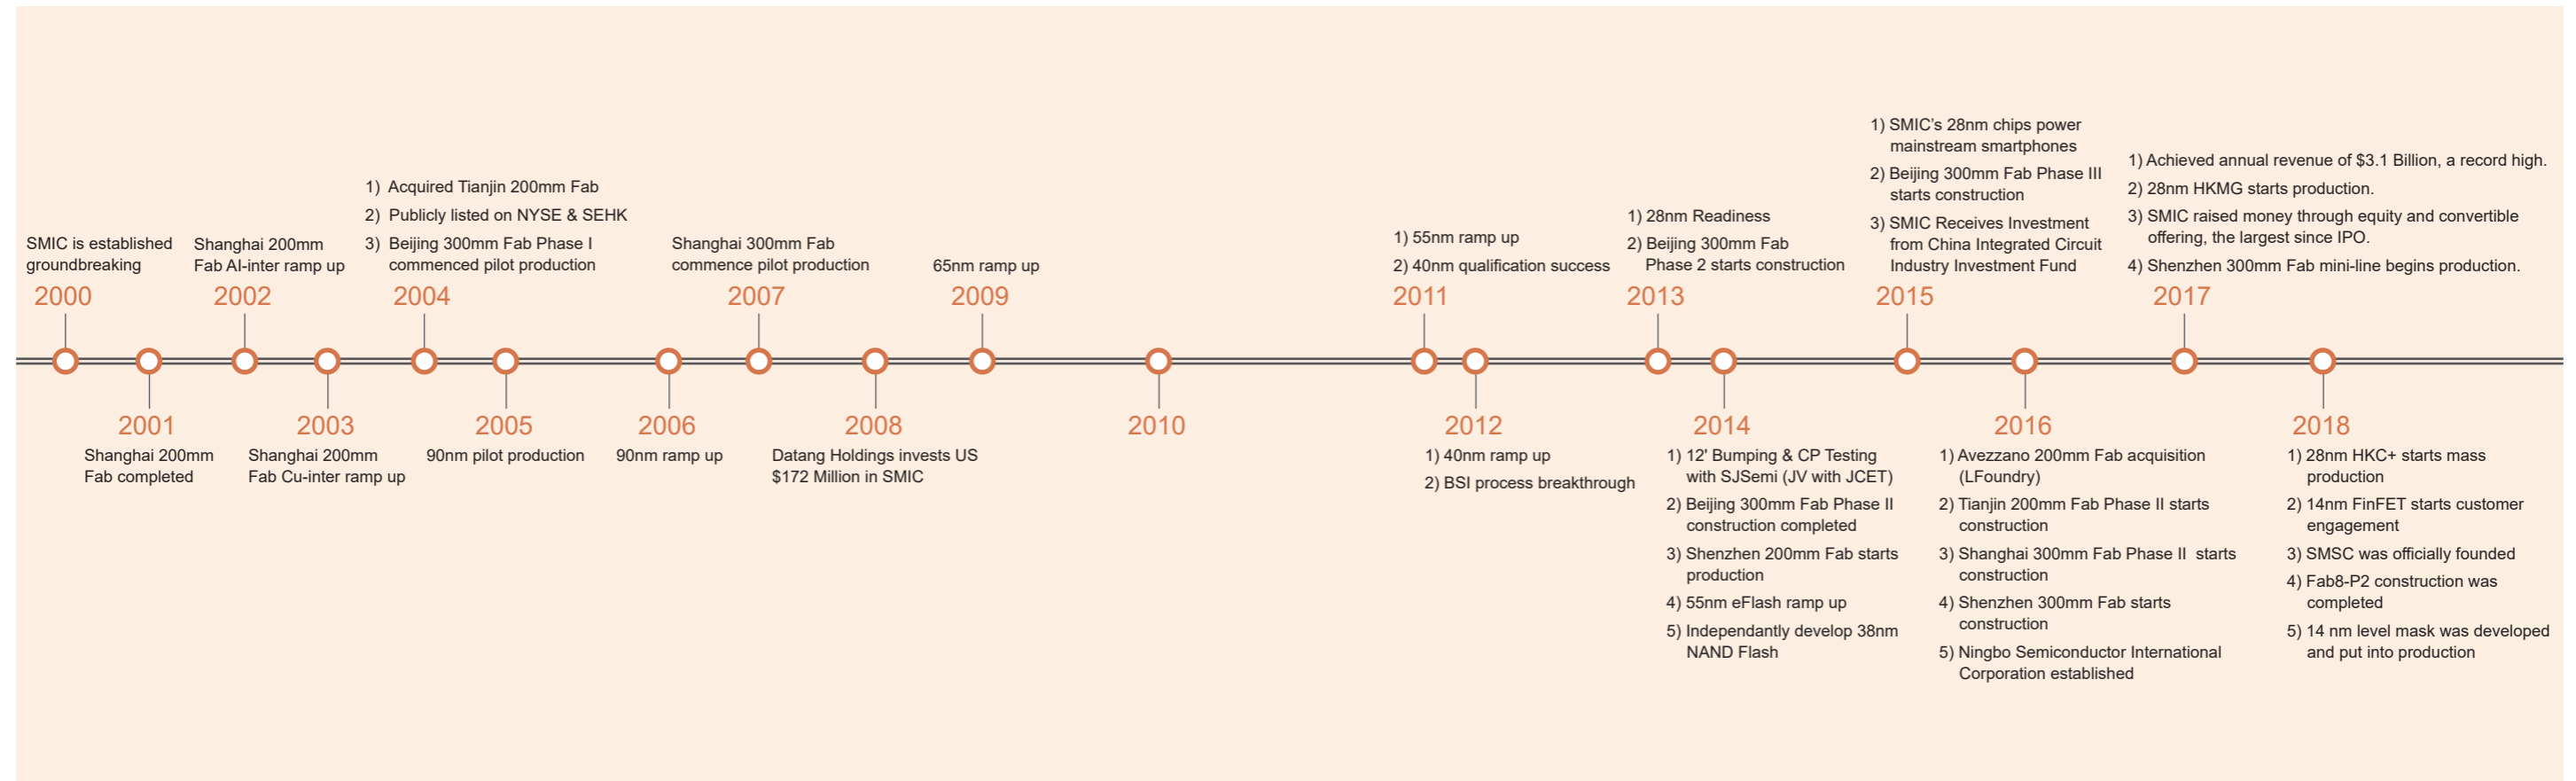 SMIC is established
groundbreaking
2000
Shanghai 200mm
Fab completed
2001
Shanghai 200mm
Fab AI-inter ramp up
2002
2003
Shanghai 200mm
Fab Cu-inter ramp up
1) Acquired Tianjin 200mm Fab
2) Publicly listed on NYSE & SEHK
3) Beijing 300mm Fab Phase I
commenced pilot production
2004
2005
90nm pilot production
2006
90nm ramp up
Shanghai 300mm Fab
commence pilot production
2007
2008
Datang Holdings invests US
$172 Million in SMIC
65nm ramp up
2009
2010
1) 55nm ramp up
2) 40nm qualification success
2011
2012
1) 40nm ramp up
2) BSI process breakthrough
1) 28nm Readiness
2) Beijing 300mm Fab
Phase 2 starts construction
2013
2014
1) 12' Bumping & CP Testing
with SJSemi (JV with JCET)
2) Beijing 300mm Fab Phase II
construction completed
3) Shenzhen 200mm Fab starts
production
4) 55nm eFlash ramp up
5) Independantly develop 38nm
NAND Flash
1) SMIC’s 28nm chips power
mainstream smartphones
2) Beijing 300mm Fab Phase III
starts construction
3) SMIC Receives Investment
from China Integrated Circuit
Industry Investment Fund
2015
2016
1) Avezzano 200mm Fab acquisition
(LFoundry)
2) Tianjin 200mm Fab Phase II starts
construction
3) Shanghai 300mm Fab Phase II starts
construction
4) Shenzhen 300mm Fab starts
construction
5) Ningbo Semiconductor International
Corporation established
1) Achieved annual revenue of $3.1 Billion, a record high.
2) 28nm HKMG starts production.
3) SMIC raised money through equity and convertible
offering, the largest since IPO.
4) Shenzhen 300mm Fab mini-line begins production.
2017
2018
1) 28nm HKC+ starts mass
production
2) 14nm FinFET starts customer
engagement
3) SMSC was officially founded
4) Fab8-P2 construction was
completed
5) 14 nm level mask was developed
and put into production